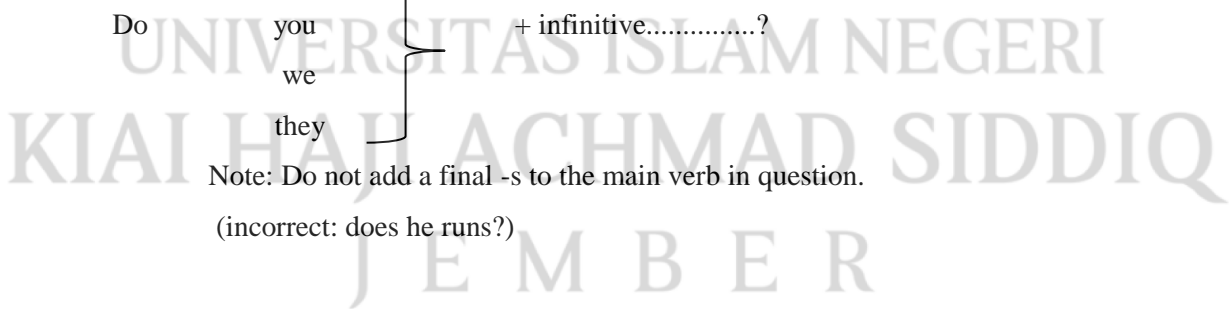 Do you + infinitive...............?
UNIVERSITAS ISLAM NEGERI
we
they
KIAI HAJI ACHMAD SIDDIQ
Note: Do not add a final -s to the main verb in question.
(incorrect: does he runs?)
JEMBER